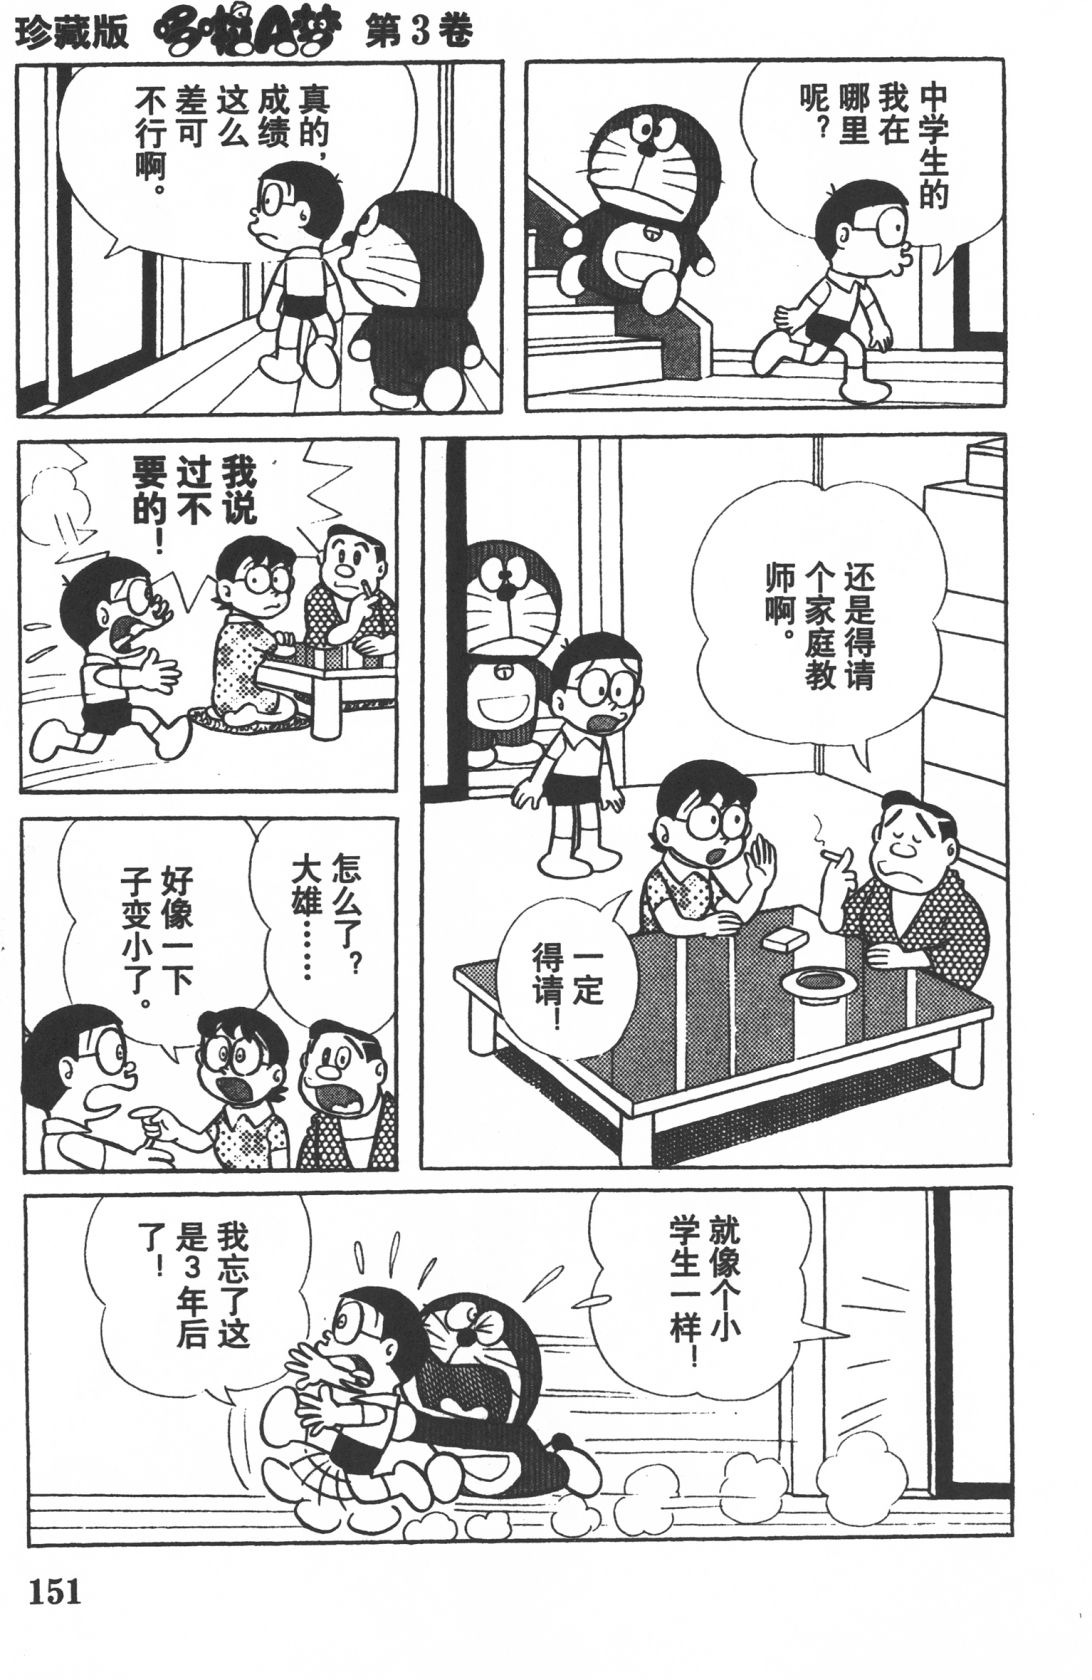 珍藏版 哆啦A梦 第3卷
中学生的
我在
哪里
呢？
真的，
成绩
这么
差可
不行啊。
还是得请
个家庭教
师啊。
一定
得请！
我说
过不
要的！
怎么了？
大雄……
好像一下
子变小了。
就像个小
学生一样！
我忘了这
是3年后
了！
151